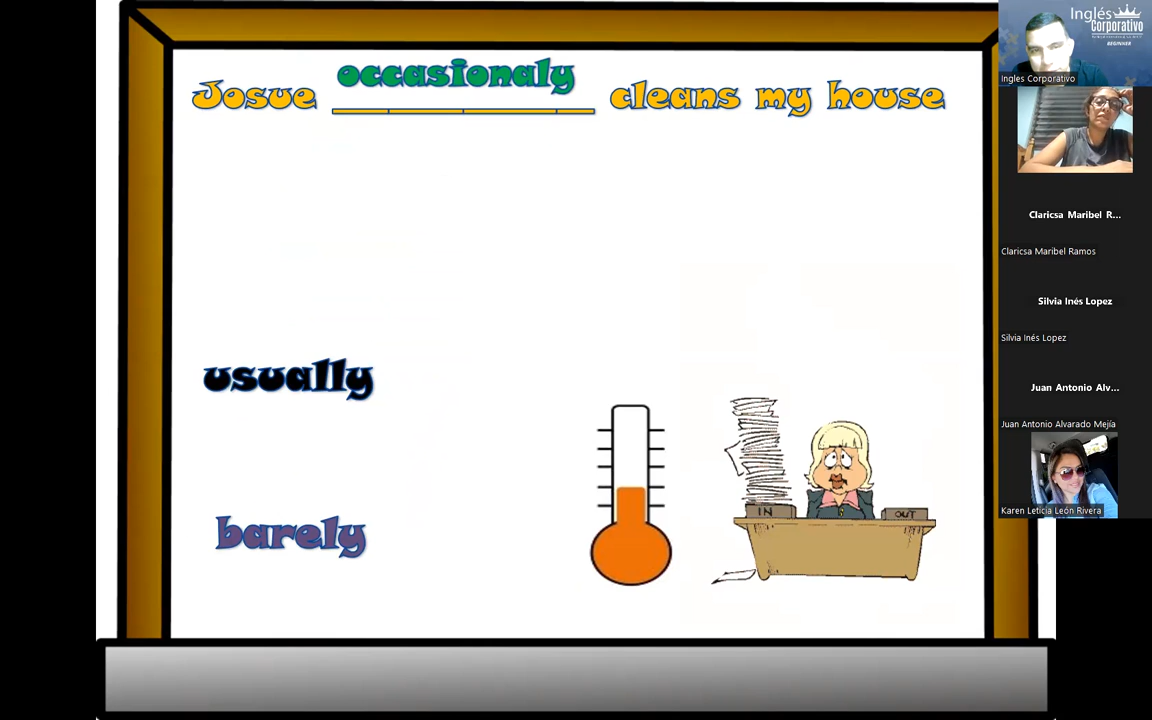 occasionaly
Josue ________ cleans my house
usually
barely
IN
OUT
Inglés
Corporativo
BEGINNER
Ingles Corporativo
Claricsa Maribel R...
Claricsa Maribel Ramos
Silvia Inés Lopez
Silvia Inés Lopez
Juan Antonio Alv...
Juan Antonio Alvarado Mejía
Karen Leticia León Rivera